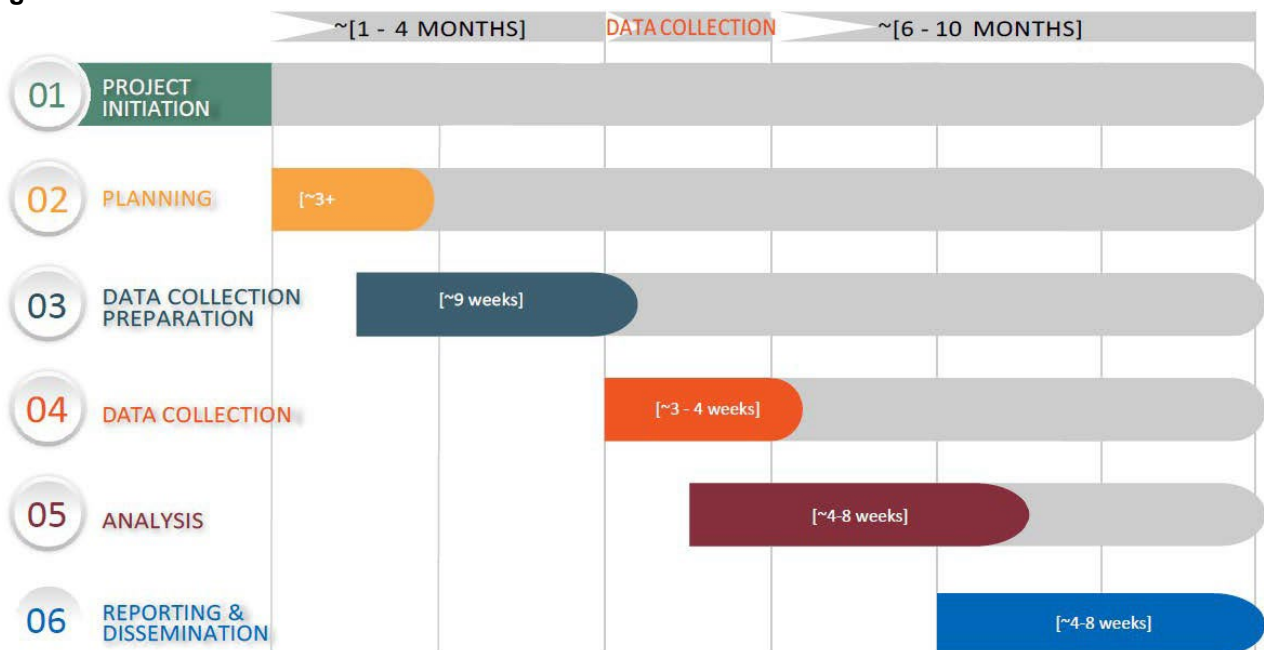 ~[1 - 4 MONTHS] DATA COLLECTION ~[6 - 10 MONTHS]
01 PROJECT
INITIATION
02 PLANNING [~3+
03 DATA COLLECTION
PREPARATION [~9 weeks]
04 DATA COLLECTION [~3 - 4 weeks]
05 ANALYSIS [~4-8 weeks]
06 REPORTING &
DISSEMINATION [~4-8 weeks]